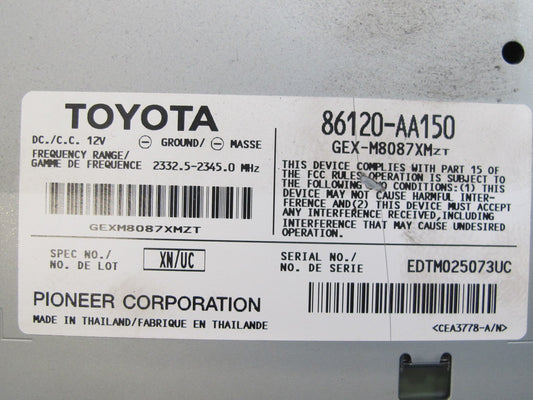 TOYOTA
DC./C.C. 12V ⊖ GROUND/ ⊖ MASSE
FREQUENCY RANGE/
GAMME DE FREQUENCE 2332.5-2345.0 MHz
GEXM8087XMZT
86120-AA150
GEX-M8087XMZT
THIS DEVICE COMPLIES WITH PART 15 OF
THE FCC RULES OPERATION IS SUBJECT TO
THE FOLLOWING CONDITIONS:(1) THIS
DEVICE MAY NOT CAUSE HARMFUL INTER-
FERENCE AND(2) THIS DEVICE MUST ACCEPT
ANY INTERFERENCE RECEIVED,INCLUDING
INTERFERENCE THAT MAY CAUSE UNDESIRED
OPERATION.
SPEC NO./
NO. DE LOT XN/UC
SERIAL NO./
NO. DE SERIE EDTM025073UC
PIONEER CORPORATION
MADE IN THAILAND/FABRIQUE EN THAILANDE
<CEA3778-A/N>